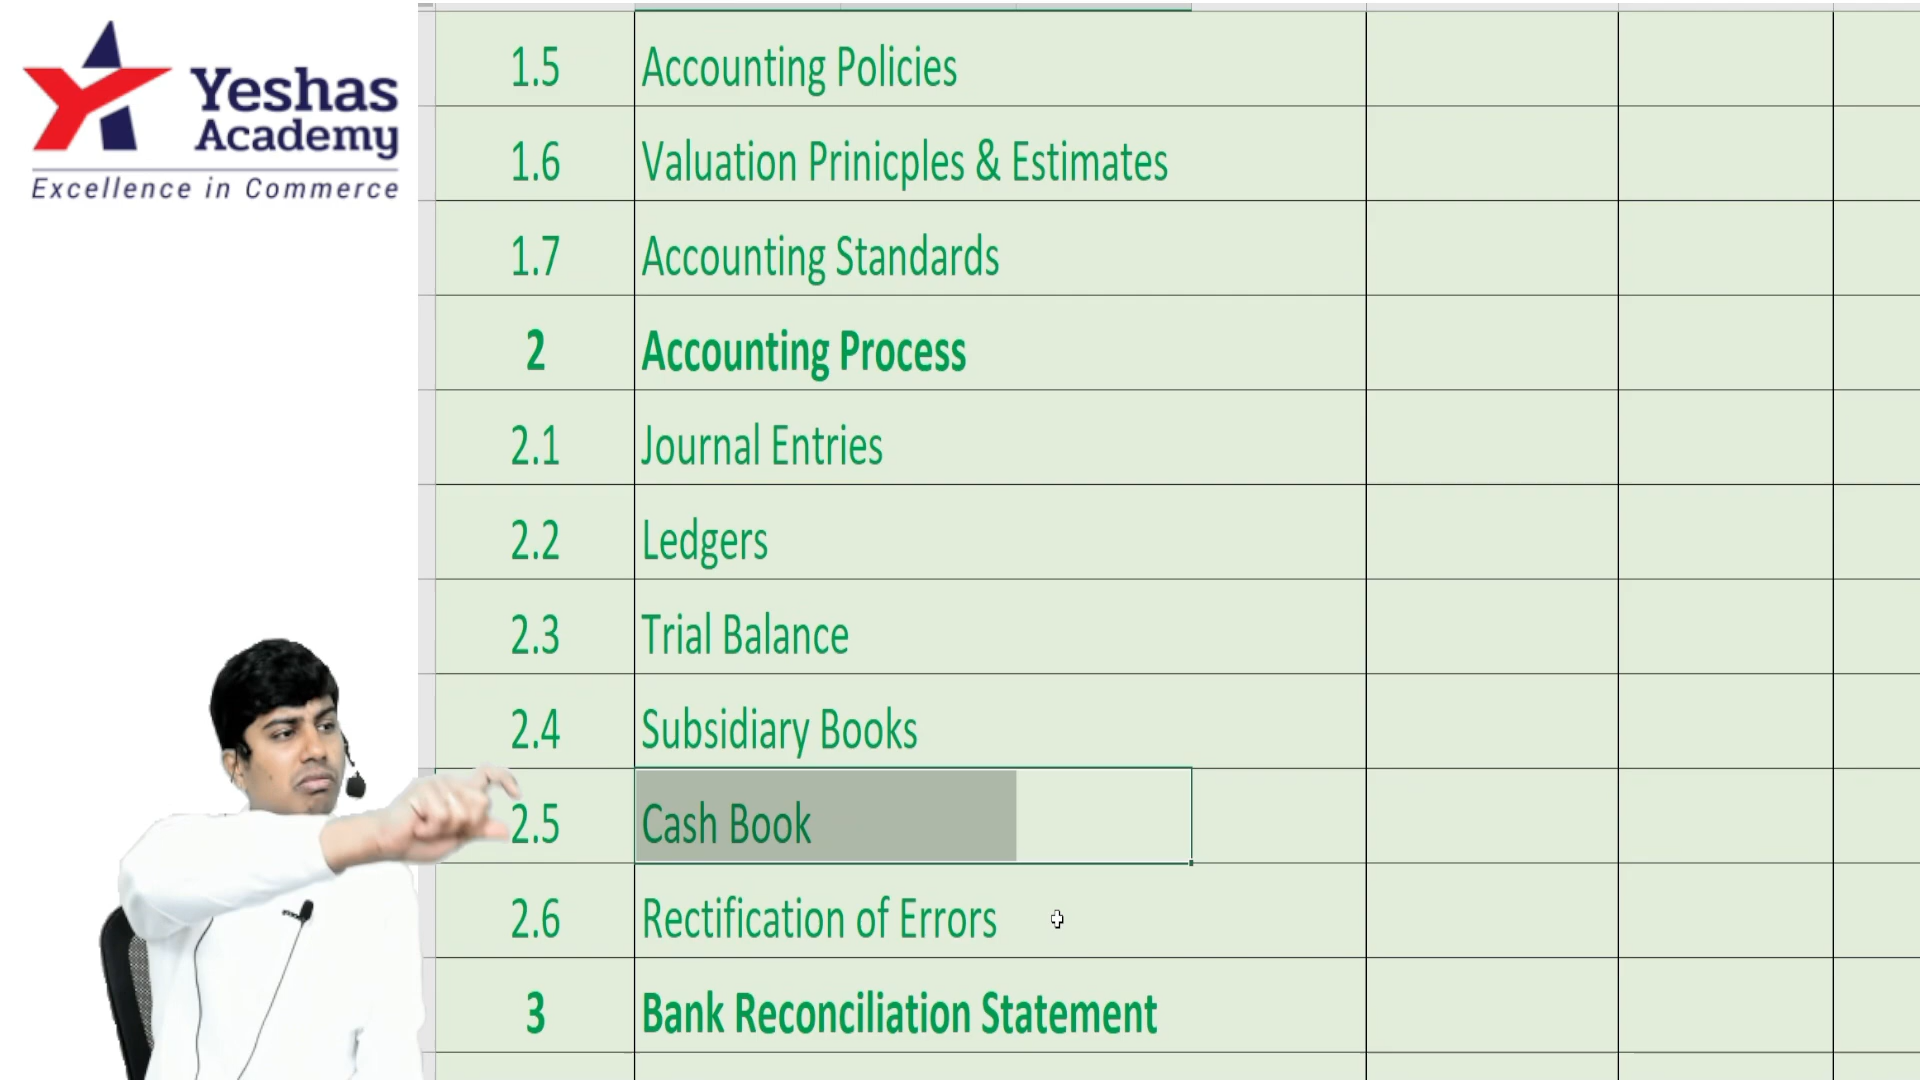 Yeshas
Academy
Excellence in Commerce
1.5 Accounting Policies
1.6 Valuation Prinicples & Estimates
1.7 Accounting Standards
2 Accounting Process
2.1 Journal Entries
2.2 Ledgers
2.3 Trial Balance
2.4 Subsidiary Books
2.5 Cash Book
2.6 Rectification of Errors
3 Bank Reconciliation Statement